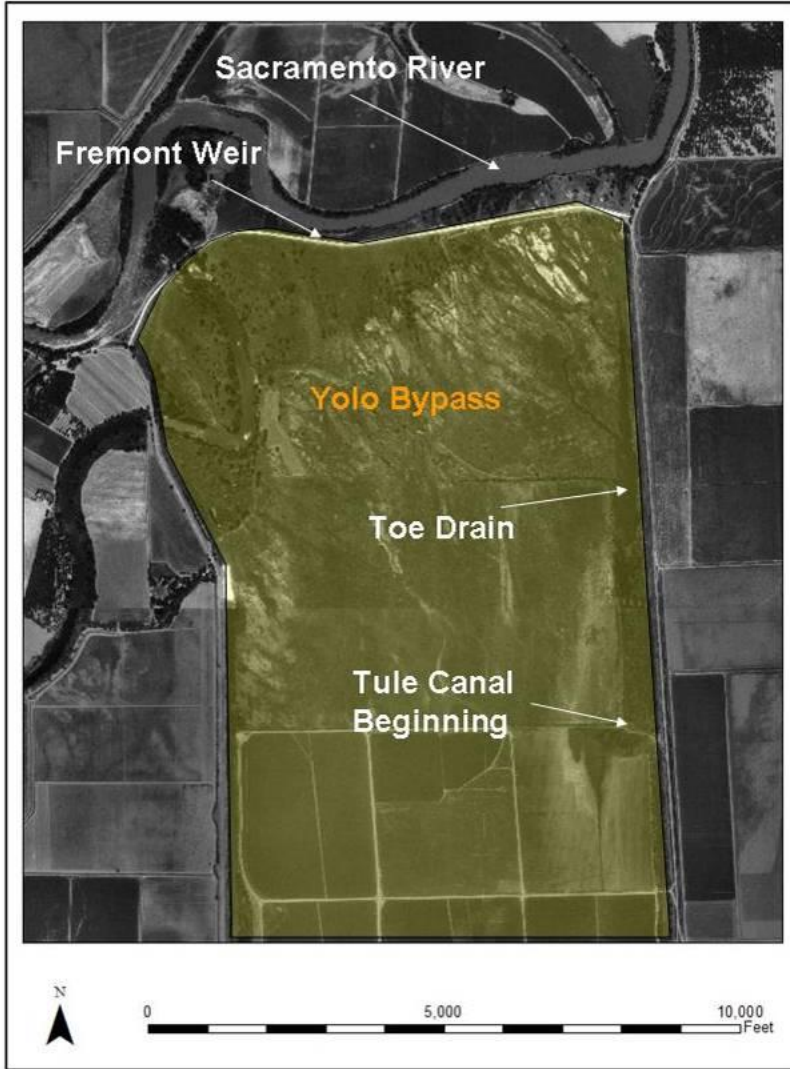 Sacramento River
Fremont Weir
Yolo Bypass
Toe Drain
Tule Canal
Beginning
N
0 5,000 10,000
Feet